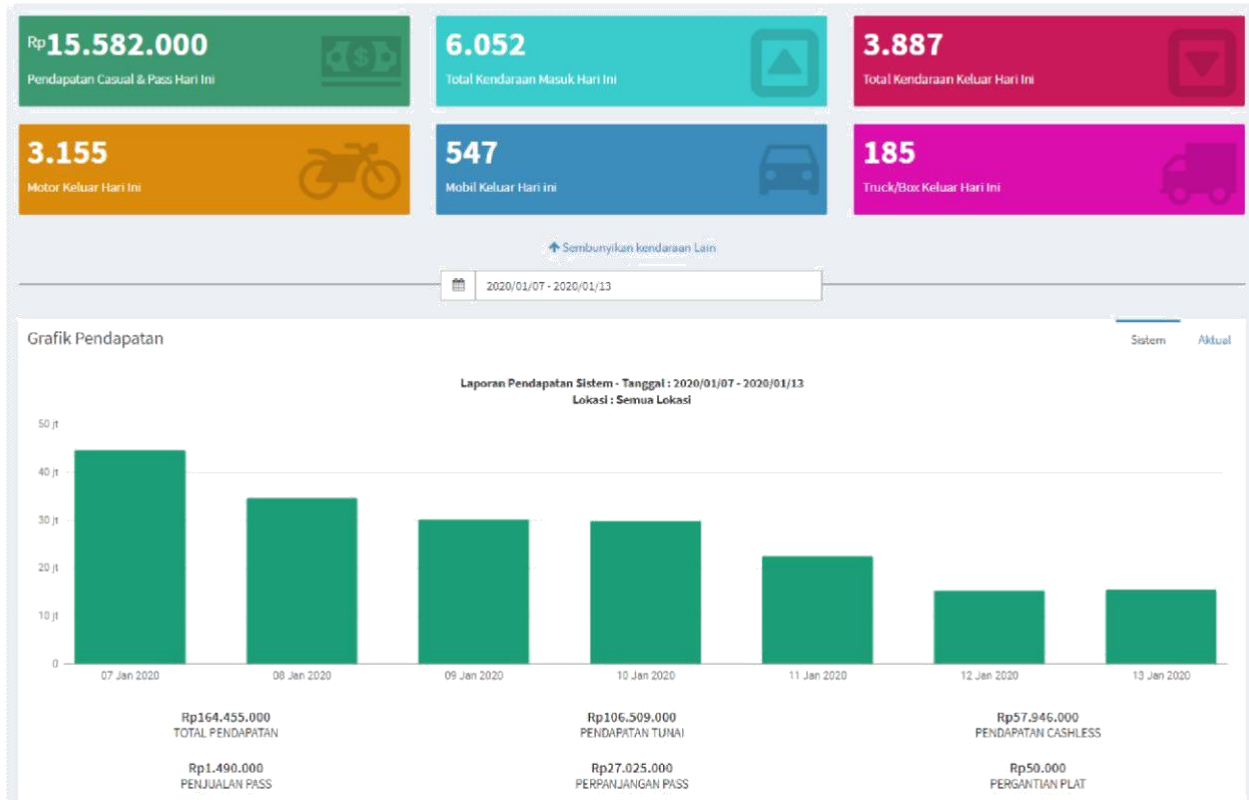 Rp15.582.000
Pendapatan Casual & Pass Hari Ini
6.052
Total Kendaraan Masuk Hari Ini
3.887
Total Kendaraan Keluar Hari Ini
3.155
Motor Keluar Hari Ini
547
Mobil Keluar Hari ini
185
Truck/Box Keluar Hari Ini
Sembunyikan kendaraan Lain
2020/01/07 - 2020/01/13
Grafik Pendapatan
Sistem Aktual
Laporan Pendapatan Sistem - Tanggal : 2020/01/07 - 2020/01/13
Lokasi : Semua Lokasi
50 jt
40 jt
30 jt
20 jt
10 jt
0
07 Jan 2020 08 Jan 2020 09 Jan 2020 10 Jan 2020 11 Jan 2020 12 Jan 2020 13 Jan 2020
Rp164.455.000
TOTAL PENDAPATAN
Rp106.509.000
PENDAPATAN TUNAI
Rp57.946.000
PENDAPATAN CASHLESS
Rp1.490.000
PENJUALAN PASS
Rp27.025.000
PERPANJANGAN PASS
Rp50.000
PERGANTIAN PLAT